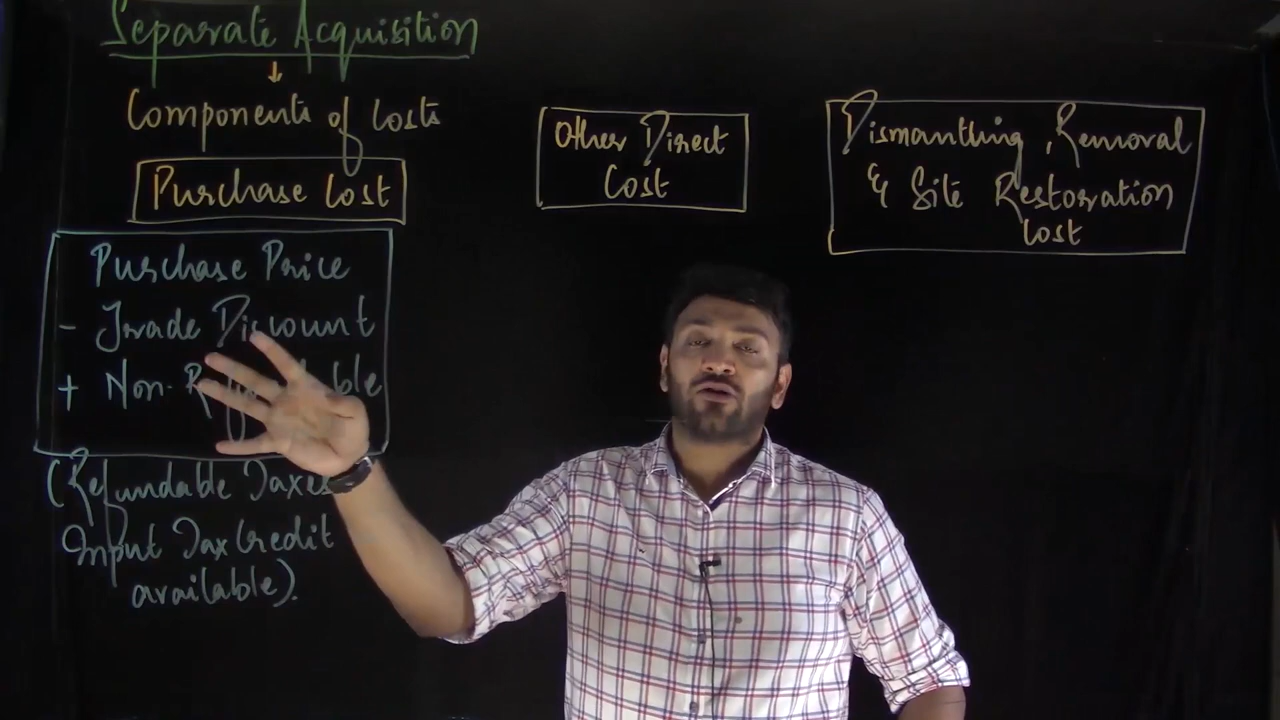 Separate Acquisition
↓
Components of Costs
Purchase Cost
Purchase Price
- Trade Discount
+ Non-
(Refundable Taxes
Input Tax Credit
available).
Other Direct
Cost
Dismantling, Removal
& Site Restoration
Cost